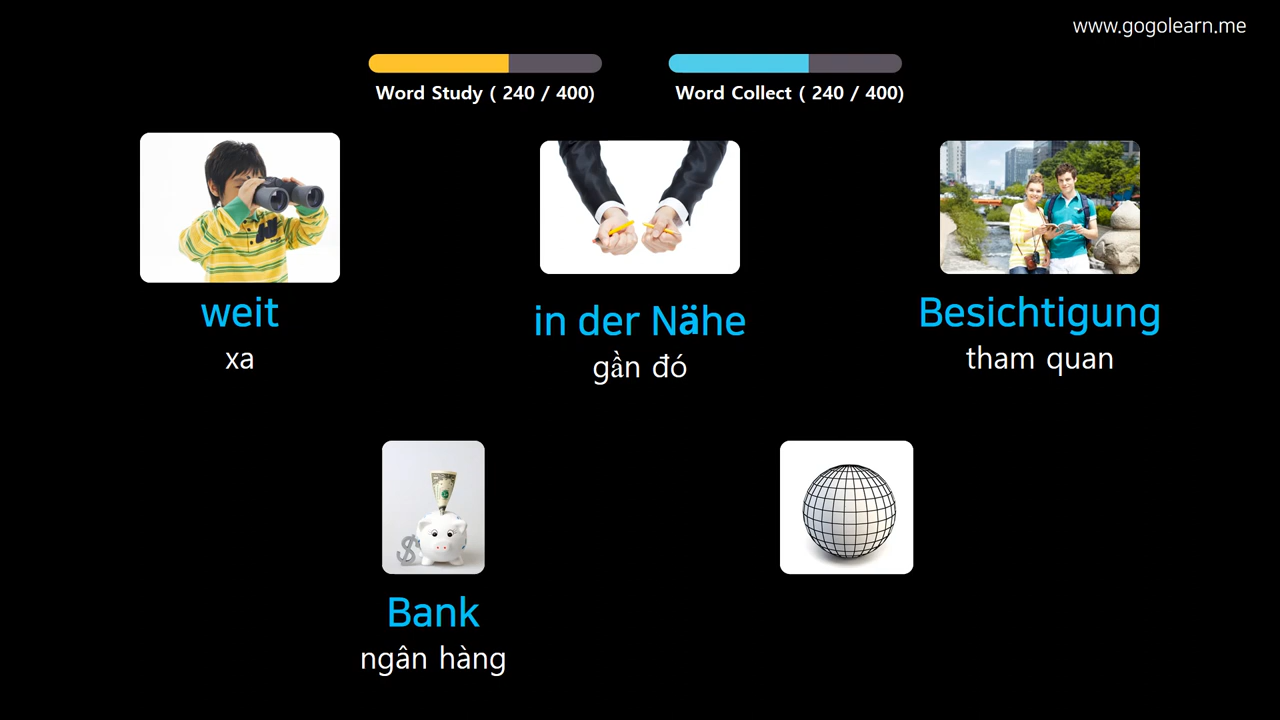 www.gogolearn.me
Word Study ( 240 / 400)
Word Collect ( 240 / 400)
weit
xa
in der Nähe
gần đó
Besichtigung
tham quan
Bank
ngân hàng